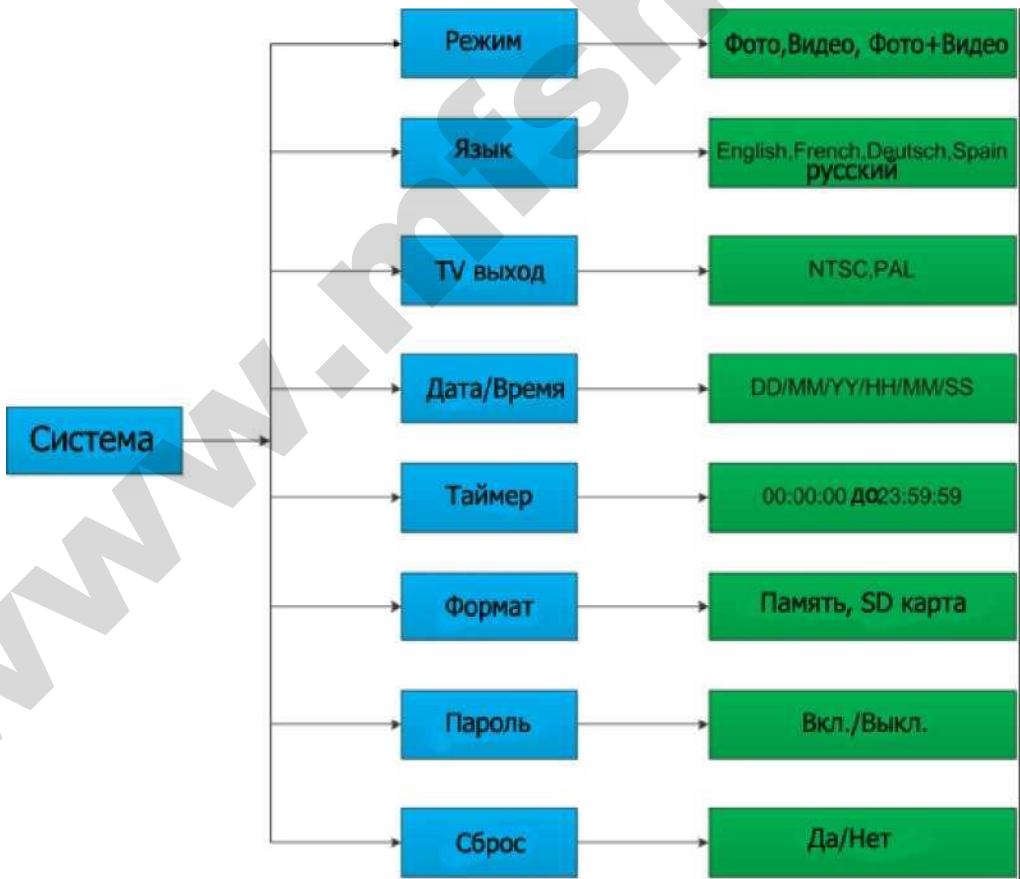 Режим
Фото,Видео, Фото+Видео
Язык
English,French,Deutsch,Spain
русский
TV выход
NTSC,PAL
Дата/Время
DD/MM/YY/HH/MM/SS
Система
Таймер
00:00:00 до23:59:59
Формат
Память, SD карта
Пароль
Вкл./Выкл.
Сброс
Да/Нет
www.mfsh